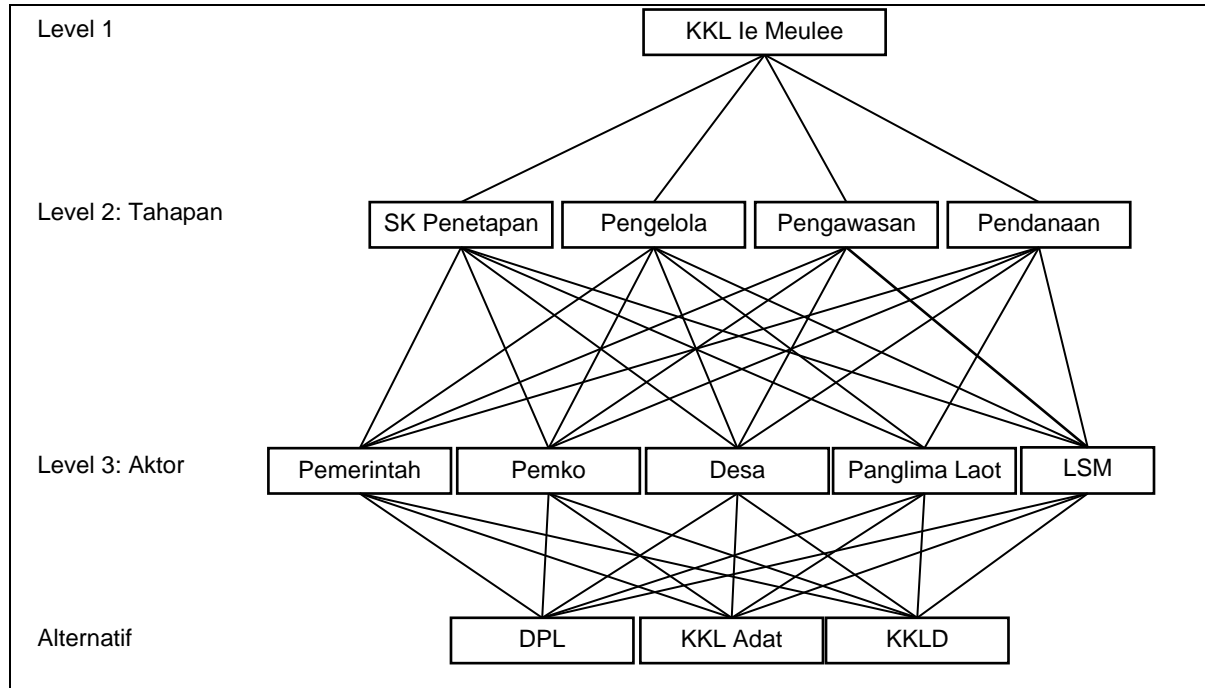 Level 1
KKL Ie Meulee
Level 2: Tahapan
SK Penetapan
Pengelola
Pengawasan
Pendanaan
Level 3: Aktor
Pemerintah
Pemko
Desa
Panglima Laot
LSM
Alternatif
DPL
KKL Adat
KKLD